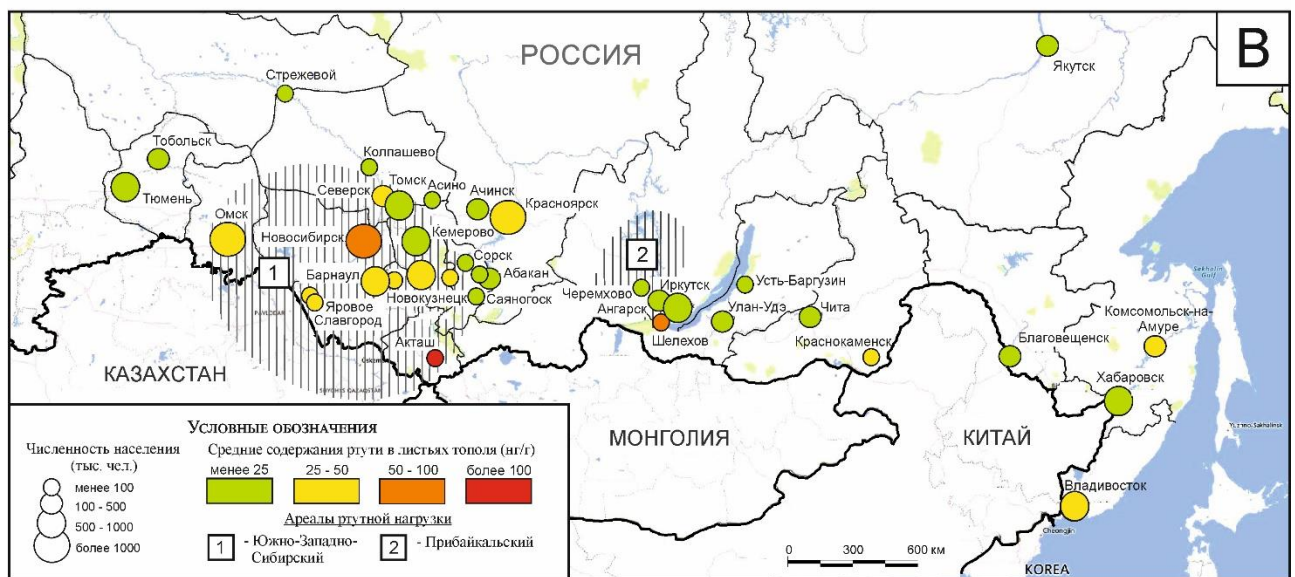 РОССИЯ
В
Якутск
Стрежевой
Тобольск
Тюмень
Колпашево
Северск
Томск
Асино
Ачинск
Красноярск
Омск
Новосибирск
Кемерово
1
2
Сорск
Барнаул
Абакан
Новокузнецк
Саяногорск
Яровое
Славгород
PAVLODAR
Акташ
Черемхово
Иркутск
Ангарск
Шелехов
Усть-Баргузин
Улан-Удэ
Чита
Краснокаменск
Благовещенск
Sakhalin
Gulf
Комсомольск-на-
Амуре
Хабаровск
Владивосток
Chongjin
KOREA
КАЗАХСТАН
МОНГОЛИЯ
КИТАЙ
0 300 600 км
Условные обозначения
Численность населения
(тыс. чел.)
менее 100
100 - 500
500 - 1000
более 1000
Средние содержания ртути в листьях тополя (нг/г)
менее 25
25 - 50
50 - 100
более 100
Ареалы ртутной нагрузки
1 - Южно-Западно-
Сибирский
2 - Прибайкальский